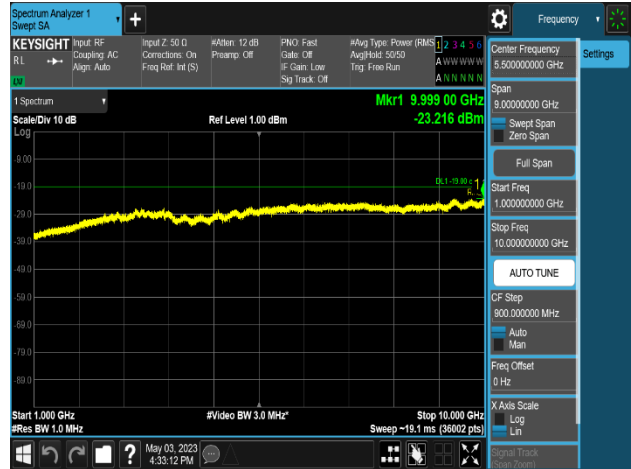 Spectrum Analyzer 1
Swept SA
Frequency
KEYSIGHT
RL
LXI
Input: RF
Coupling: AC
Align: Auto
Input Z: 50 Ω
Corrections: On
Freq Ref: Int (S)
#Atten: 12 dB
Preamp: Off
PNO: Fast
Gate: Off
IF Gain: Low
Sig Track: Off
#Avg Type: Power (RMS
Avg|Hold: 50/50
Trig: Free Run
1 2 3 4 5 6
A W W W W W
A N N N N N
1 Spectrum
Scale/Div 10 dB
Ref Level 1.00 dBm
Mkr1 9.999 00 GHz
-23.216 dBm
Log
-9.00
-19.0
-29.0
-39.0
-49.0
-59.0
-69.0
-79.0
-89.0
DL1 -19.00
1
Start 1.000 GHz
#Res BW 1.0 MHz
#Video BW 3.0 MHz*
Stop 10.000 GHz
Sweep ~19.1 ms (36002 pts)
Center Frequency
5.500000000 GHz
Settings
Span
9.00000000 GHz
Swept Span
Zero Span
Full Span
Start Freq
1.000000000 GHz
Stop Freq
10.000000000 GHz
AUTO TUNE
CF Step
900.000000 MHz
Auto
Man
Freq Offset
0 Hz
X Axis Scale
Log
Lin
Signal Track
(Span Zoom)
?
May 03, 2023
4:33:12 PM